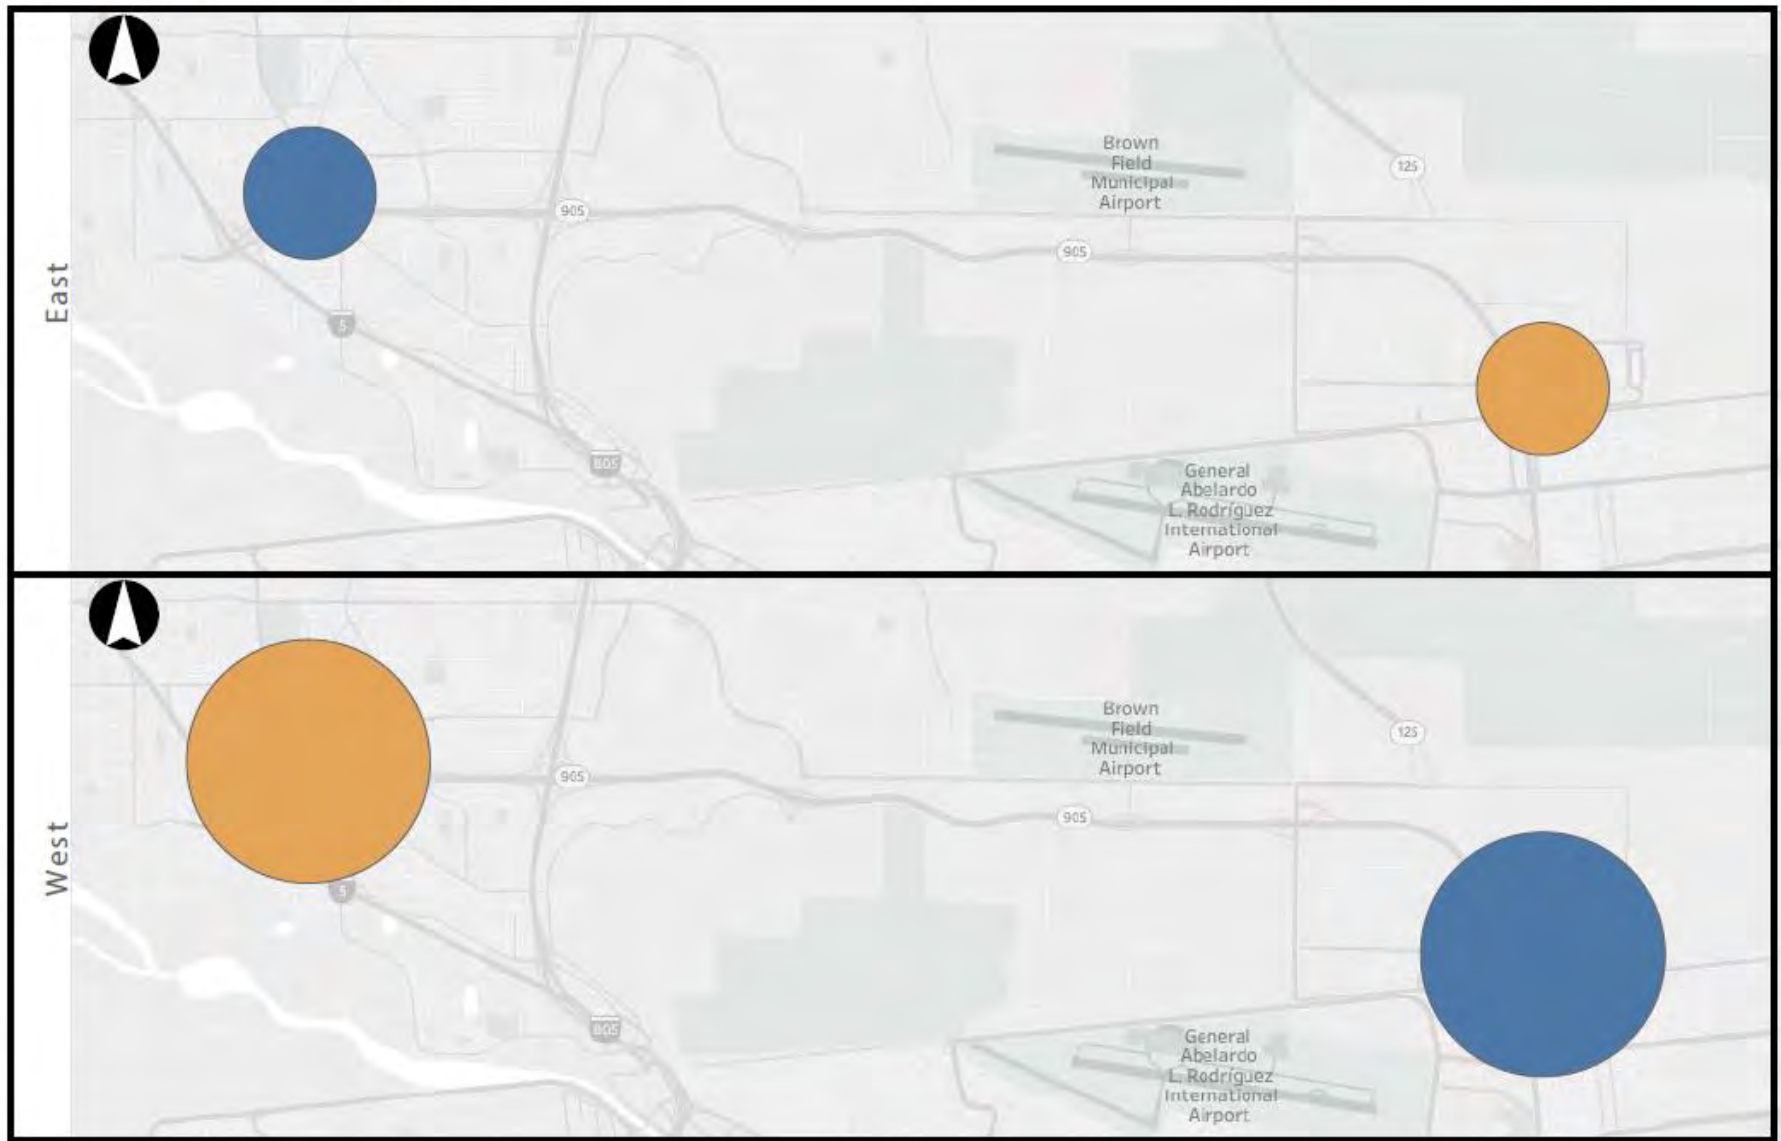 East
Brown
Field
Municipal
Airport
125
905
905
5
805
General
Abelardo
L. Rodríguez
International
Airport
West
Brown
Field
Municipal
Airport
125
905
905
5
805
General
Abelardo
L. Rodríguez
International
Airport